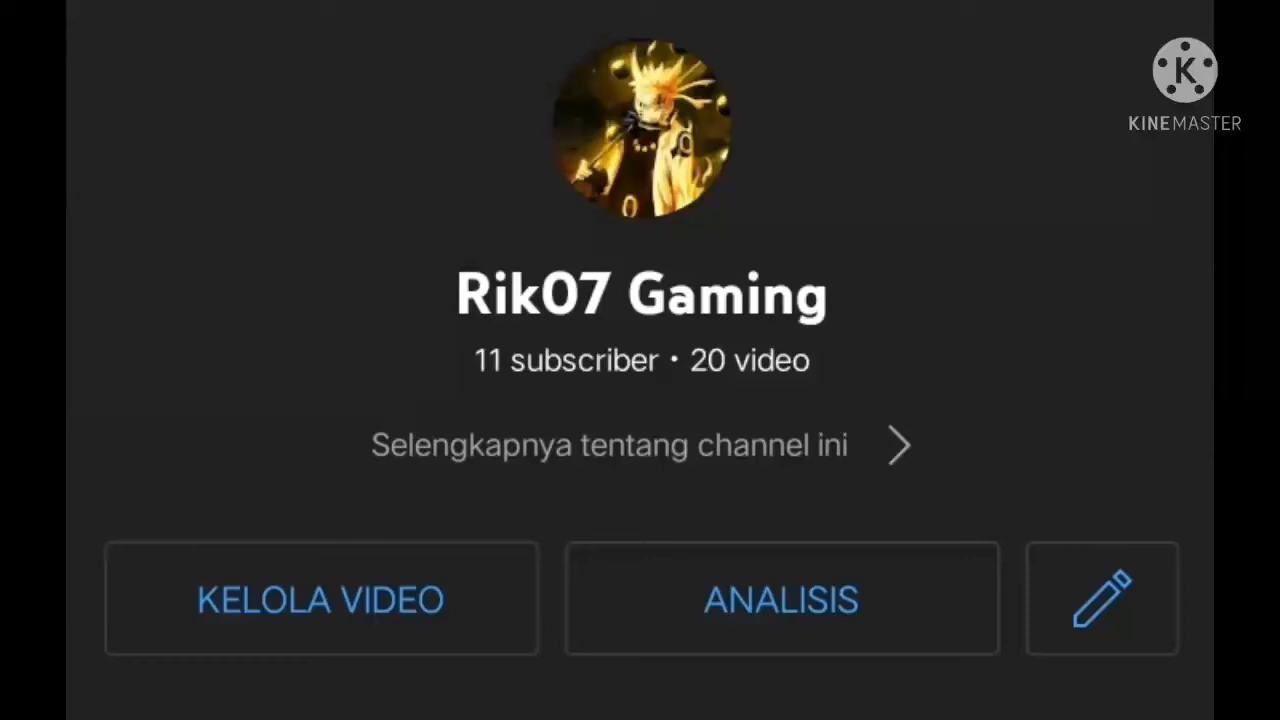 KINEMASTER
Rik07 Gaming
11 subscriber • 20 video
Selengkapnya tentang channel ini
KELOLA VIDEO
ANALISIS